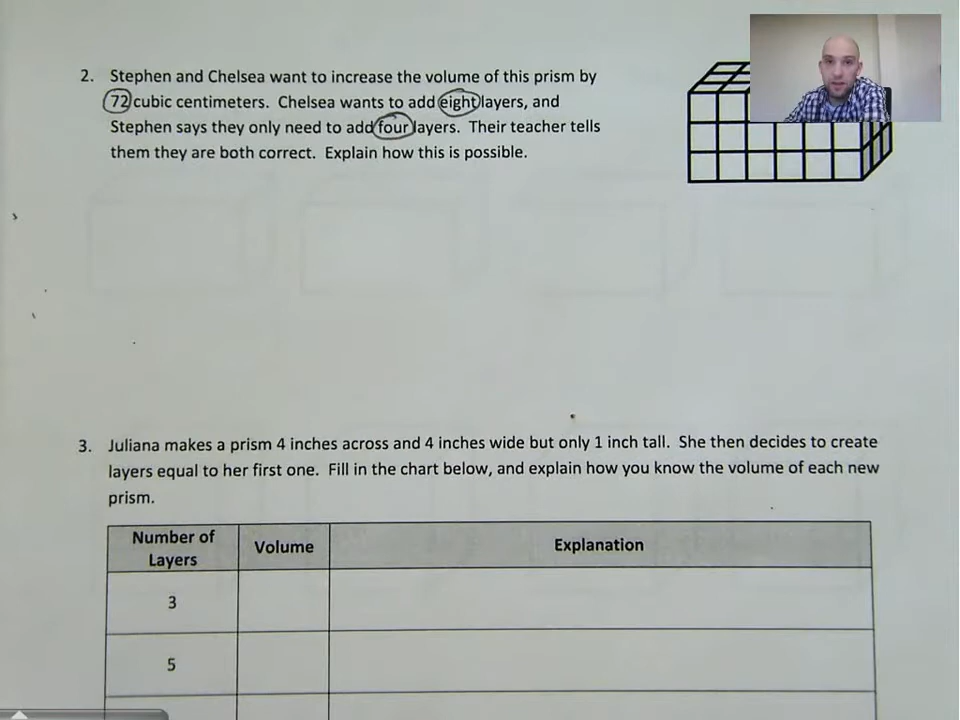 2. Stephen and Chelsea want to increase the volume of this prism by
72 cubic centimeters. Chelsea wants to add eight layers, and
Stephen says they only need to add four layers. Their teacher tells
them they are both correct. Explain how this is possible.
3. Juliana makes a prism 4 inches across and 4 inches wide but only 1 inch tall. She then decides to create
layers equal to her first one. Fill in the chart below, and explain how you know the volume of each new
prism.
Number of
Layers
Volume
Explanation
3
5